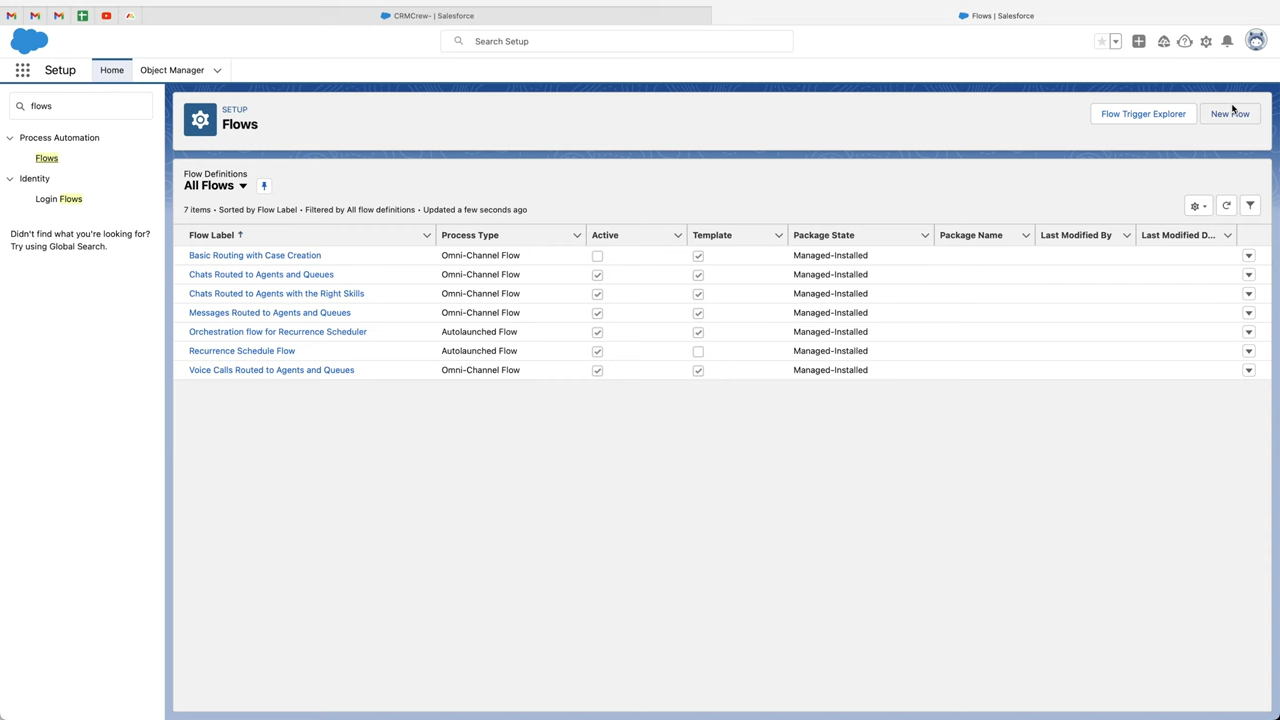 CRMCrew- | Salesforce
Flows | Salesforce
Search Setup
Setup
Home
Object Manager
flows
Process Automation
Flows
Identity
Login Flows
Didn't find what you're looking for?
Try using Global Search.
SETUP
Flows
Flow Trigger Explorer
New Flow
Flow Definitions
All Flows
7 items • Sorted by Flow Label • Filtered by All flow definitions • Updated a few seconds ago
Flow Label ↑ Process Type Active Template Package State Package Name Last Modified By Last Modified D...
Basic Routing with Case Creation Omni-Channel Flow Managed-Installed
Chats Routed to Agents and Queues Omni-Channel Flow Managed-Installed
Chats Routed to Agents with the Right Skills Omni-Channel Flow Managed-Installed
Messages Routed to Agents and Queues Omni-Channel Flow Managed-Installed
Orchestration flow for Recurrence Scheduler Autolaunched Flow Managed-Installed
Recurrence Schedule Flow Autolaunched Flow Managed-Installed
Voice Calls Routed to Agents and Queues Omni-Channel Flow Managed-Installed